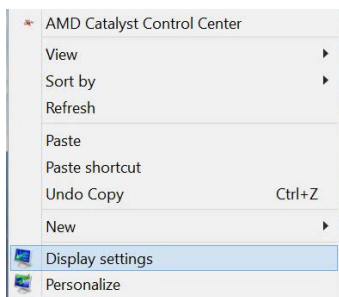 AMD Catalyst Control Center
View
Sort by
Refresh
Paste
Paste shortcut
Undo Copy Ctrl+Z
New
Display settings
Personalize